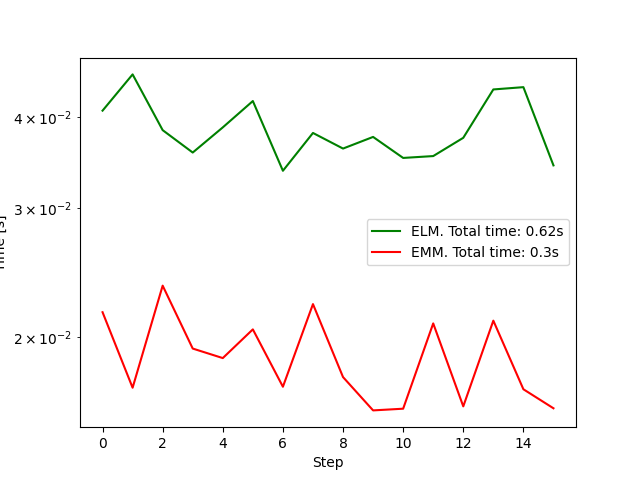 4 × 10⁻²
3 × 10⁻²
2 × 10⁻²
Time [s]
ELM. Total time: 0.62s
EMM. Total time: 0.3s
0 2 4 6 8 10 12 14
Step